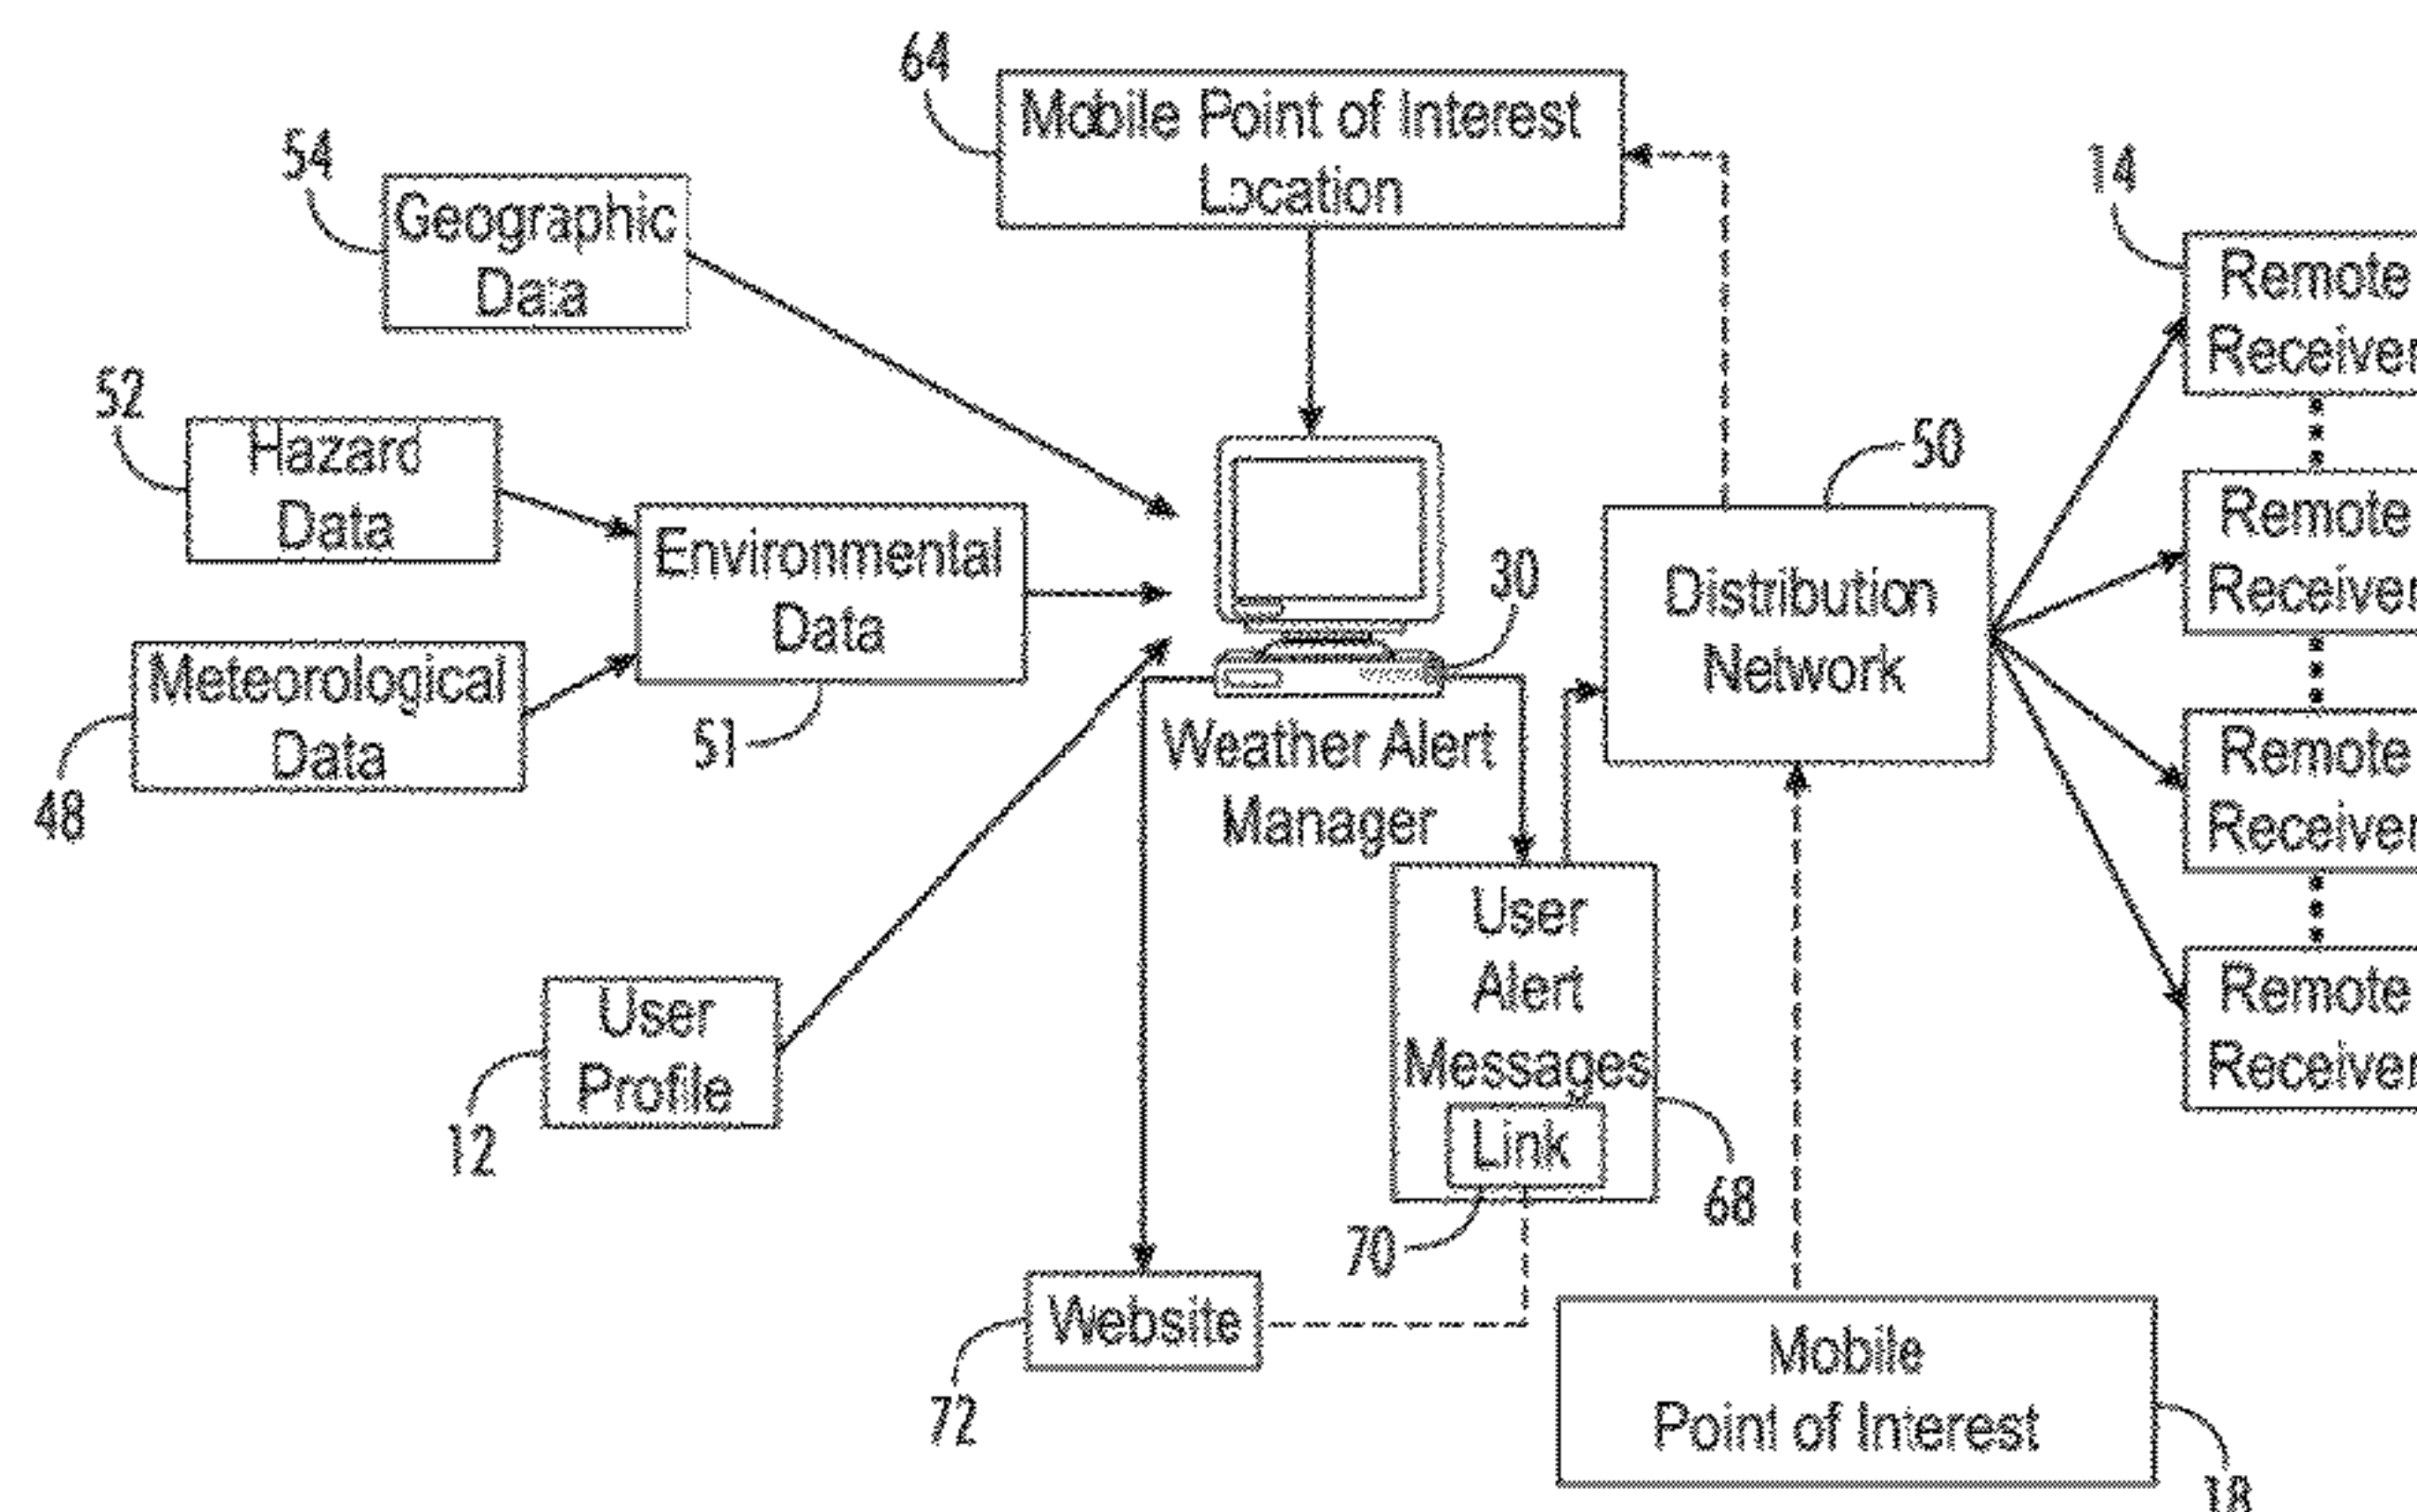 64
Mobile Point of Interest
Location
54
Geographic
Data
14
Remote
Receiver
52
Hazard
Data
50
Remote
Receiver
Environmental
Data
30
Distribution
Network
Meteorological
Data
51
48
Weather Alert
Manager
Remote
Receiver
User
Alert
Messages
Link
68
70
User
Profile
12
Remote
Receiver
Website
72
Mobile
Point of Interest
18